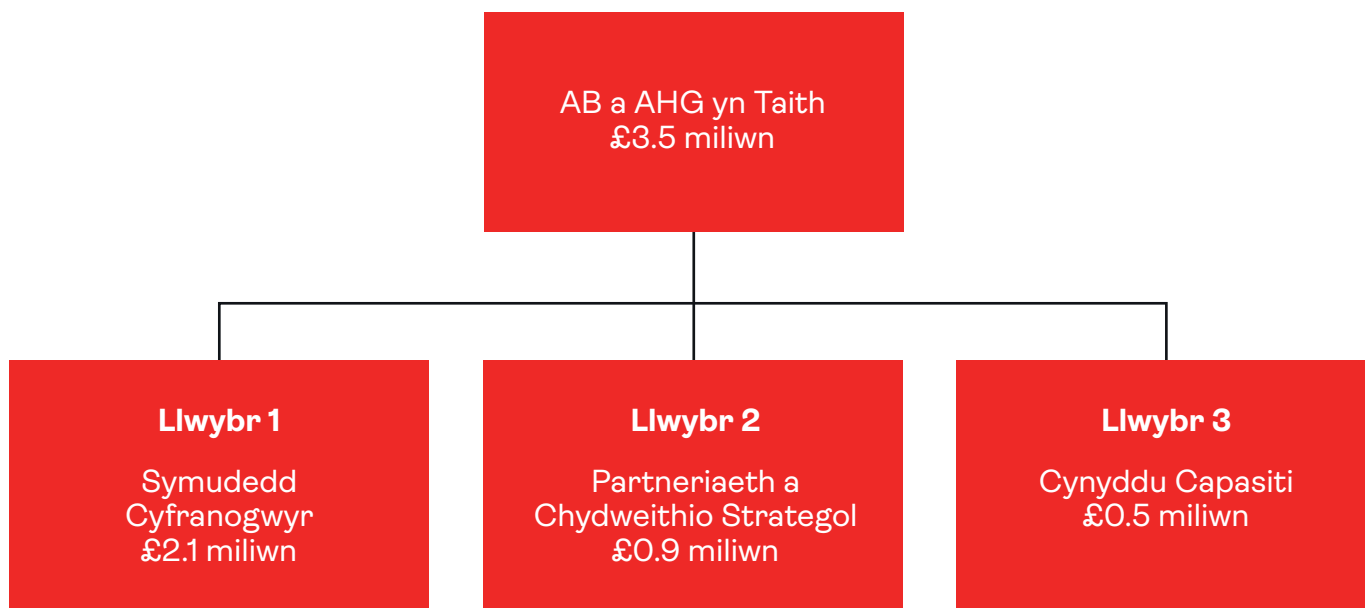 AB a AHG yn Taith
£3.5 miliwn
Llwybr 1
Symudedd
Cyfranogwyr
£2.1 miliwn
Llwybr 2
Partneriaeth a
Chydweithio Strategol
£0.9 miliwn
Llwybr 3
Cynyddu Capasiti
£0.5 miliwn